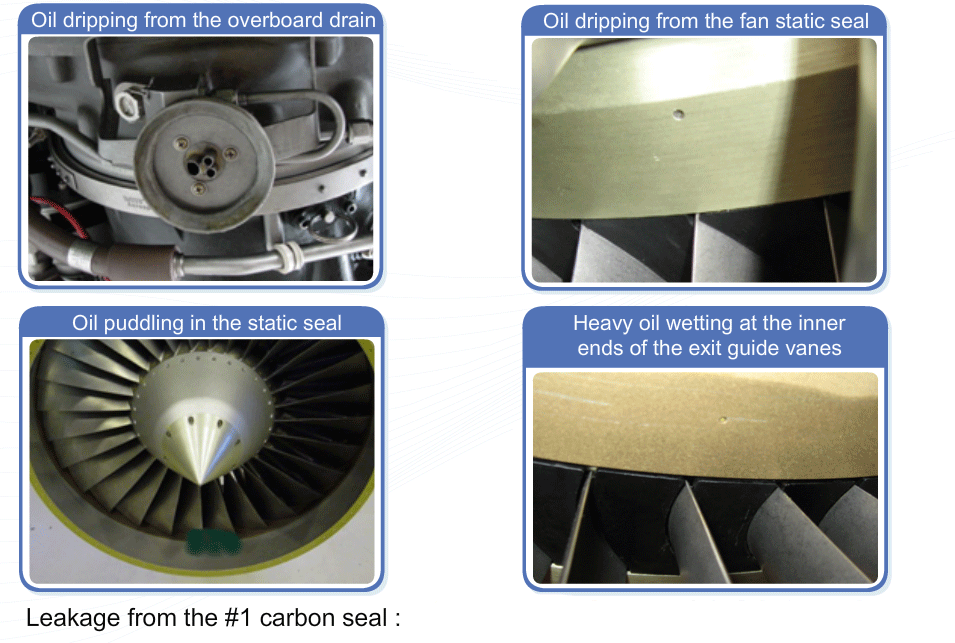 Oil dripping from the overboard drain
Oil dripping from the fan static seal
Oil puddling in the static seal
Heavy oil wetting at the inner
ends of the exit guide vanes
Leakage from the #1 carbon seal :